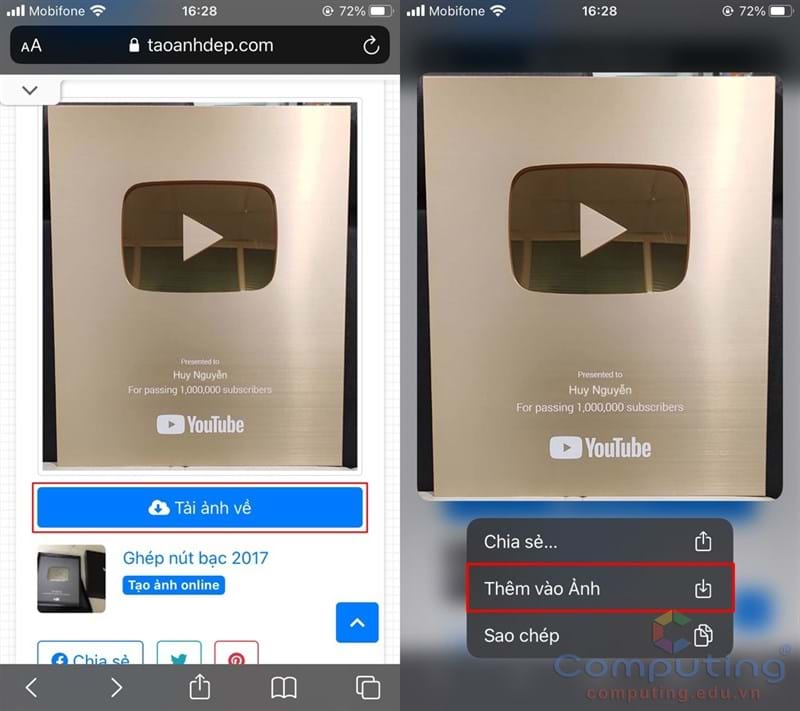 Mobifone 16:28 72%
AA taoanhdep.com
Presented to
Huy Nguyễn
For passing 1,000,000 subscribers
YouTube
Tải ảnh về
Ghép nút bạc 2017
Tạo ảnh online
Chia sẻ
Mobifone 16:28 72%
Presented to
Huy Nguyễn
For passing 1,000,000 subscribers
YouTube
Chia sẻ...
Thêm vào Ảnh
Sao chép
Computing
computing.edu.vn